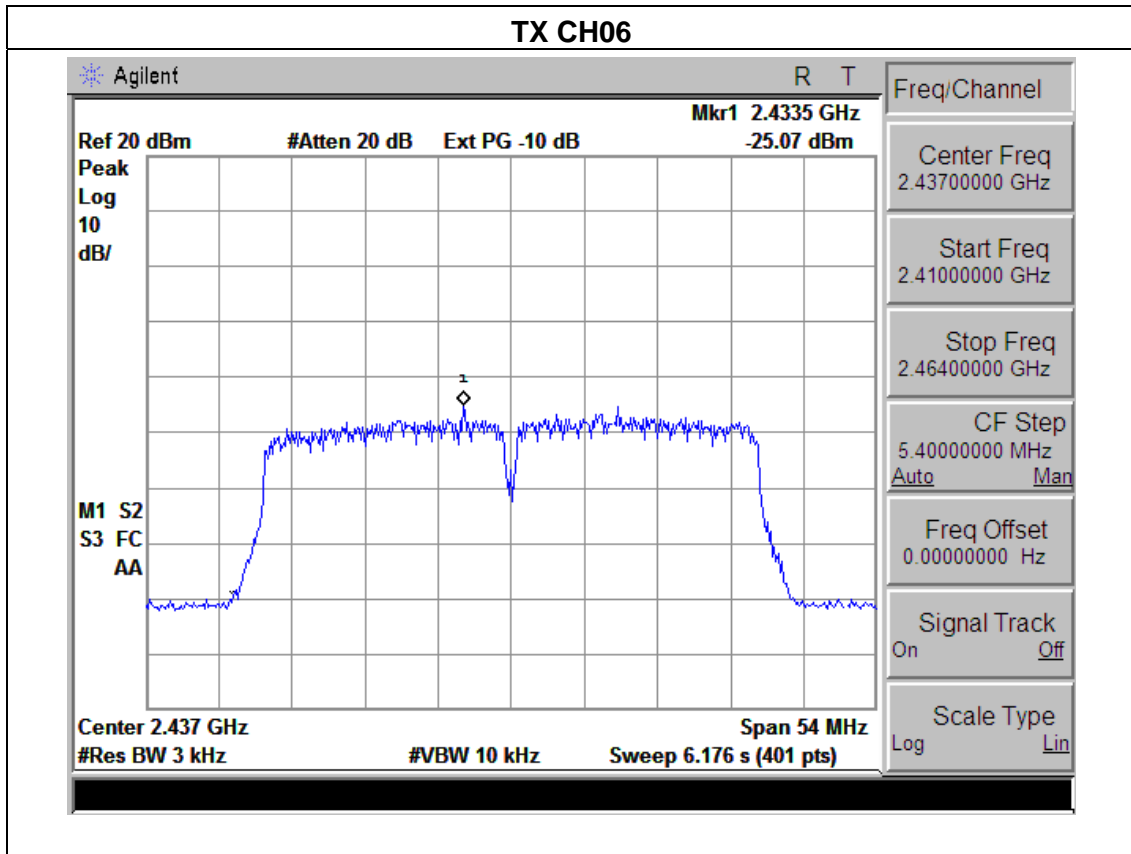 TX CH06
Agilent R T
Mkr1 2.4335 GHz
Ref 20 dBm #Atten 20 dB Ext PG -10 dB -25.07 dBm
Peak
Log
10
dB/
1
M1 S2
S3 FC
AA
Center 2.437 GHz Span 54 MHz
#Res BW 3 kHz #VBW 10 kHz Sweep 6.176 s (401 pts)
Freq/Channel
Center Freq
2.43700000 GHz
Start Freq
2.41000000 GHz
Stop Freq
2.46400000 GHz
CF Step
5.40000000 MHz
Auto Man
Freq Offset
0.00000000 Hz
Signal Track
On Off
Scale Type
Log Lin